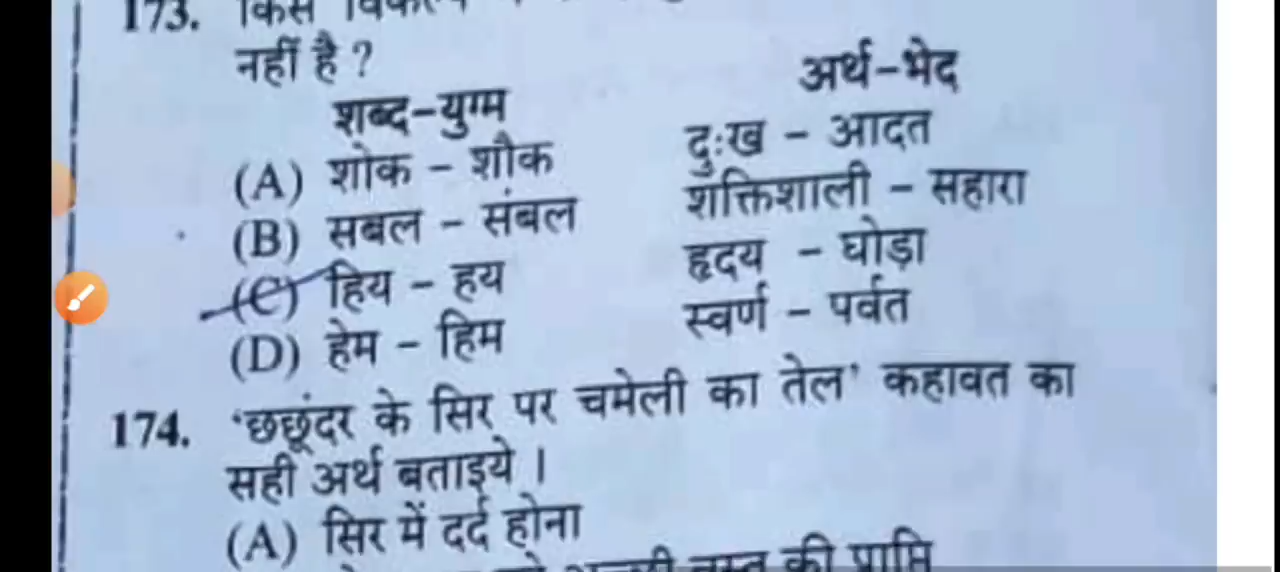 173. किस
नहीं है ?
शब्द-युग्म अर्थ-भेद
(A) शोक - शौक दुःख - आदत
(B) सबल - संबल शक्तिशाली - सहारा
(C) हिय - हय हृदय - घोड़ा
(D) हेम - हिम स्वर्ण - पर्वत
174. 'छछूंदर के सिर पर चमेली का तेल' कहावत का
सही अर्थ बताइये ।
(A) सिर में दर्द होना
की प्राप्ति